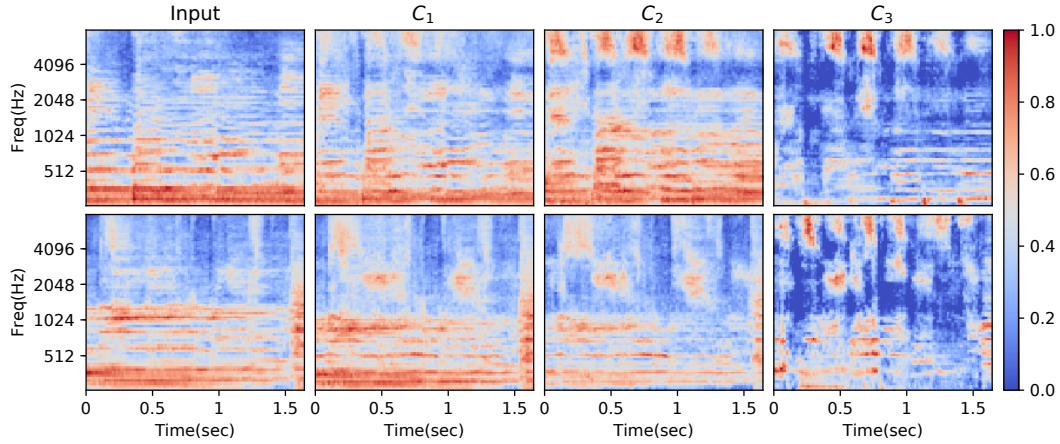 Input C₁ C₂ C₃
Freq(Hz)
4096
2048
1024
512
Freq(Hz)
4096
2048
1024
512
0 0.5 1 1.5 0 0.5 1 1.5 0 0.5 1 1.5 0 0.5 1 1.5
Time(sec) Time(sec) Time(sec) Time(sec)
1.0
0.8
0.6
0.4
0.2
0.0